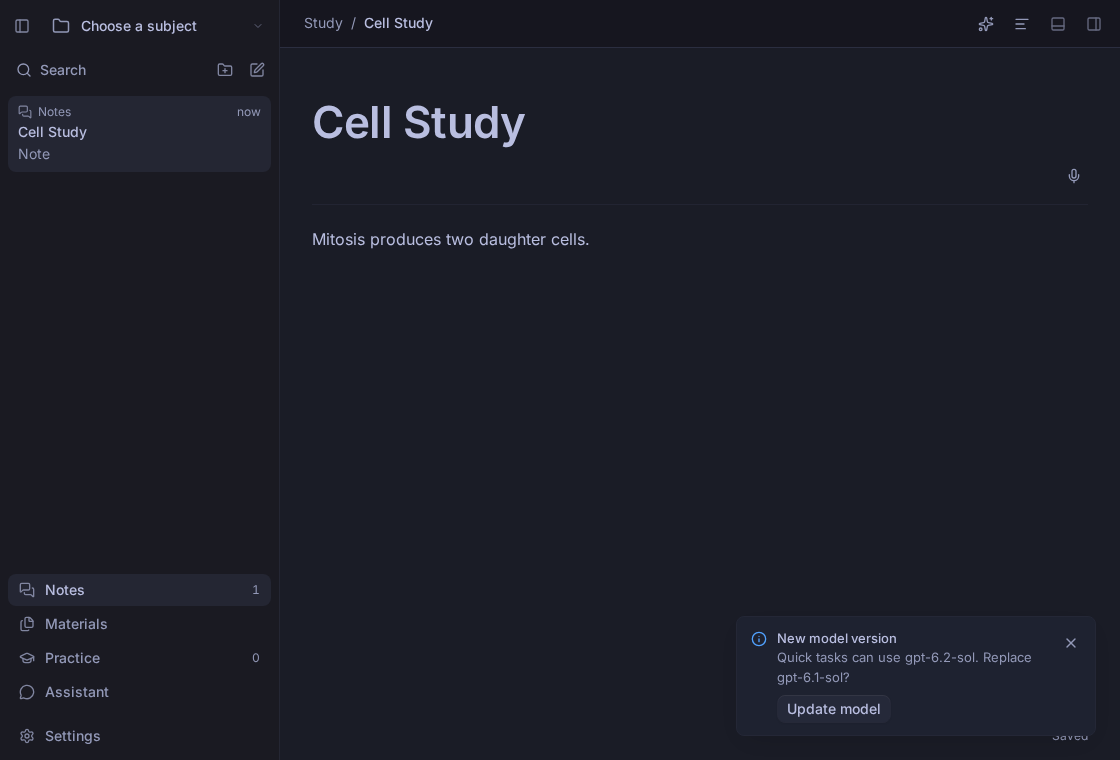 Choose a subject
Search
Notes
now
Cell Study
Note
Notes
1
Materials
Practice
0
Assistant
Settings
Study / Cell Study
Cell Study
Mitosis produces two daughter cells.
New model version
Quick tasks can use gpt-6.2-sol. Replace
gpt-6.1-sol?
Update model
Saved